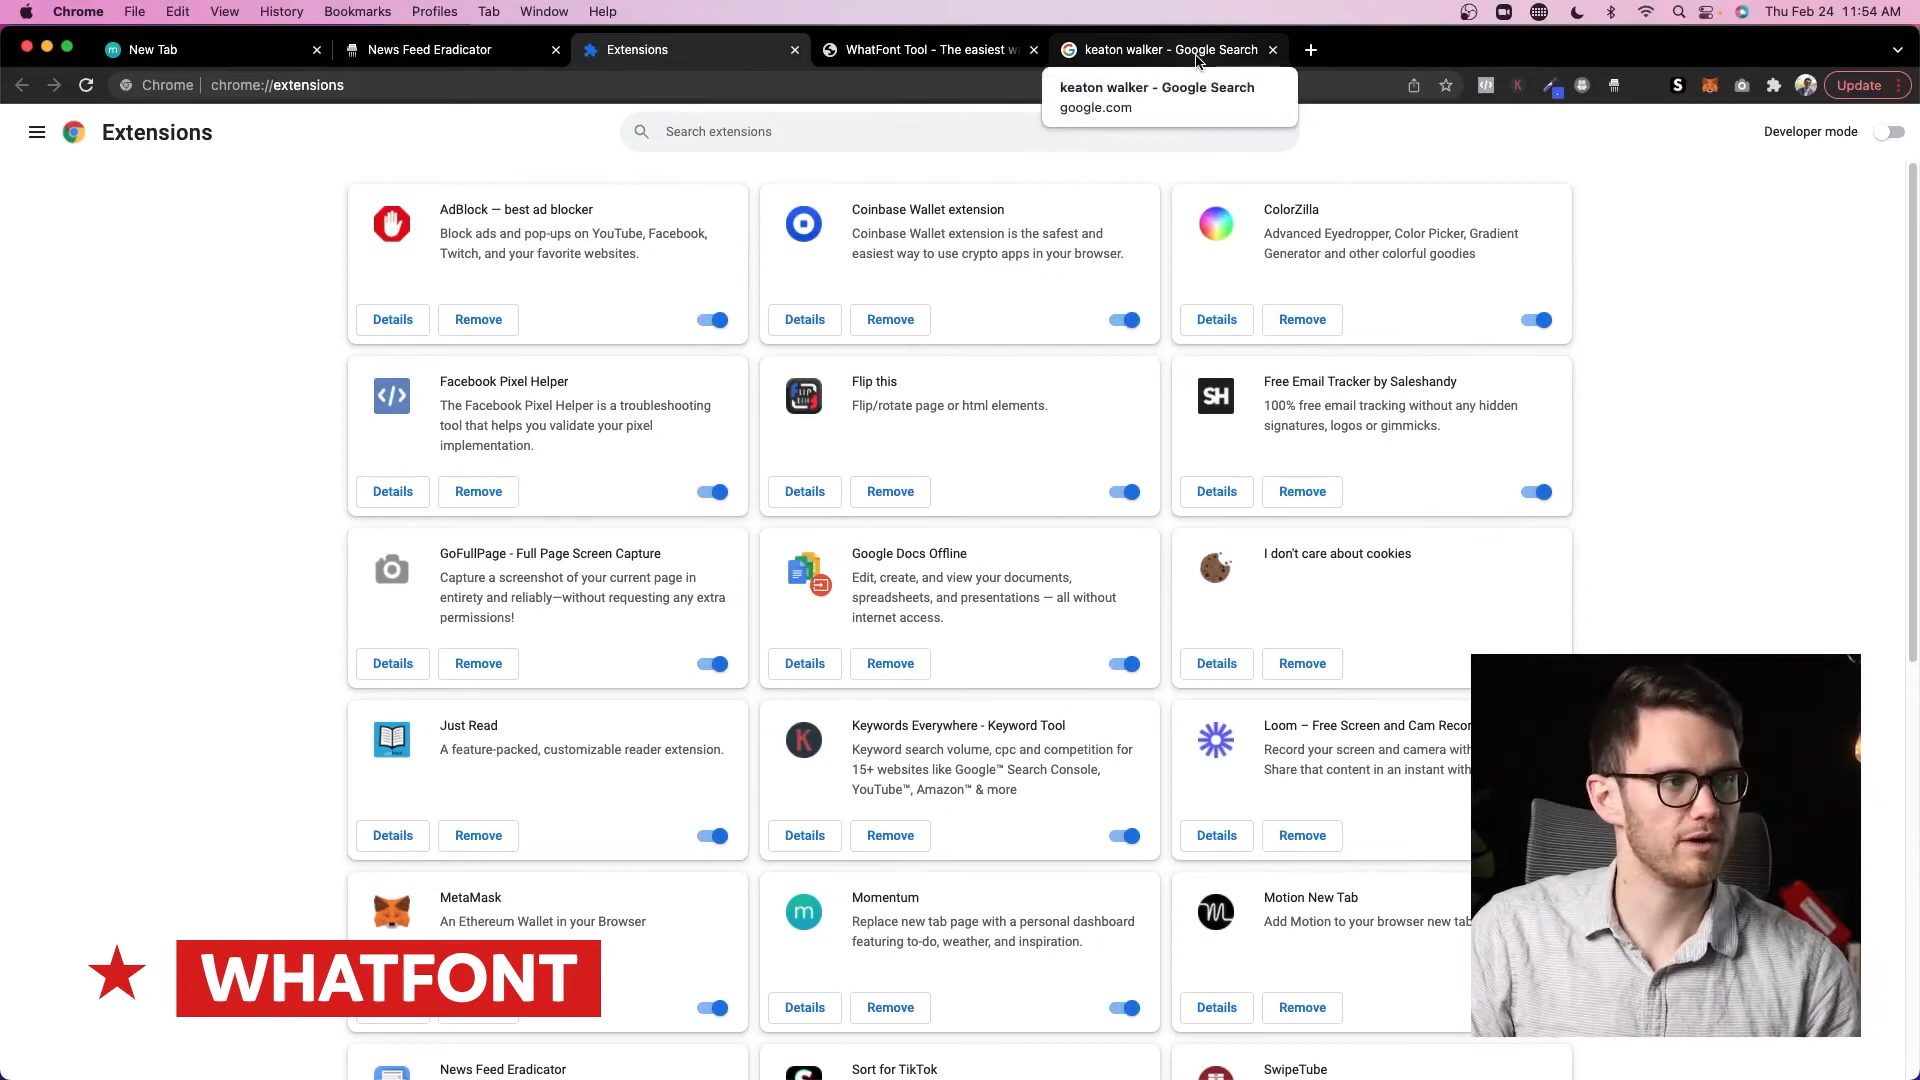 Chrome File Edit View History Bookmarks Profiles Tab Window Help Thu Feb 24 11:54 AM
New Tab
News Feed Eradicator
Extensions
WhatFont Tool - The easiest w
keaton walker - Google Search
Chrome chrome://extensions
Update
keaton walker - Google Search
google.com
Extensions
Search extensions
Developer mode
AdBlock — best ad blocker
Block ads and pop-ups on YouTube, Facebook,
Twitch, and your favorite websites.
Details Remove
Coinbase Wallet extension
Coinbase Wallet extension is the safest and
easiest way to use crypto apps in your browser.
Details Remove
ColorZilla
Advanced Eyedropper, Color Picker, Gradient
Generator and other colorful goodies
Details Remove
Facebook Pixel Helper
The Facebook Pixel Helper is a troubleshooting
tool that helps you validate your pixel
implementation.
Details Remove
Flip this
Flip/rotate page or html elements.
Details Remove
SH
Free Email Tracker by Saleshandy
100% free email tracking without any hidden
signatures, logos or gimmicks.
Details Remove
GoFullPage - Full Page Screen Capture
Capture a screenshot of your current page in
entirety and reliably—without requesting any extra
permissions!
Details Remove
Google Docs Offline
Edit, create, and view your documents,
spreadsheets, and presentations — all without
internet access.
Details Remove
I don't care about cookies
Details Remove
Just Read
A feature-packed, customizable reader extension.
Details Remove
K
Keywords Everywhere - Keyword Tool
Keyword search volume, cpc and competition for
15+ websites like Google™ Search Console,
YouTube™, Amazon™ & more
Details Remove
Loom – Free Screen and Cam Recor
Record your screen and camera with
Share that content in an instant with
Details Remove
MetaMask
An Ethereum Wallet in your Browser
m
Momentum
Replace new tab page with a personal dashboard
featuring to-do, weather, and inspiration.
Details Remove
Motion New Tab
Add Motion to your browser new tab
Details Remove
WHATFONT
News Feed Eradicator
Sort for TikTok
SwipeTube